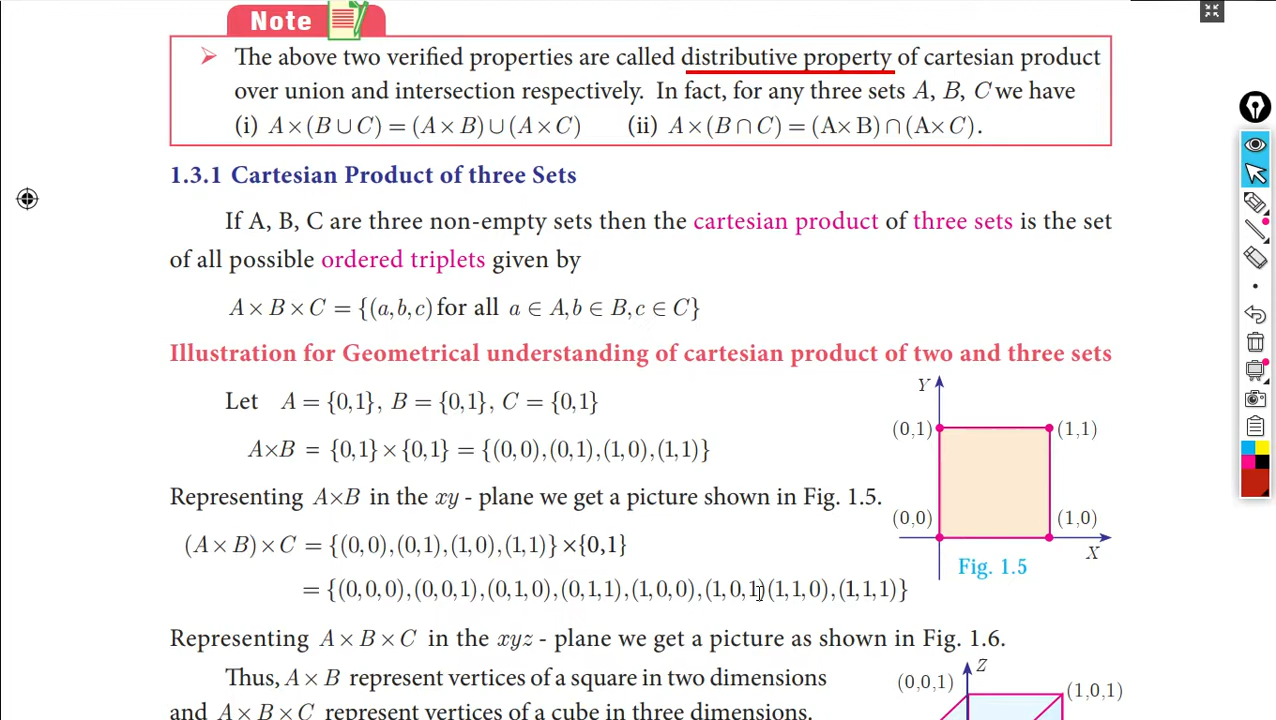 Note
➢ The above two verified properties are called distributive property of cartesian product
over union and intersection respectively. In fact, for any three sets A, B, C we have
(i) A×(B∪C) = (A×B)∪(A×C) (ii) A×(B∩C) = (A×B)∩(A×C).
1.3.1 Cartesian Product of three Sets
If A, B, C are three non-empty sets then the cartesian product of three sets is the set
of all possible ordered triplets given by
A×B×C = {(a,b,c) for all a ∈ A,b ∈ B,c ∈ C}
Illustration for Geometrical understanding of cartesian product of two and three sets
Let A = {0,1}, B = {0,1}, C = {0,1}
A×B = {0,1}×{0,1} = {(0,0),(0,1),(1,0),(1,1)}
Representing A×B in the xy - plane we get a picture shown in Fig. 1.5.
(A×B)×C = {(0,0),(0,1),(1,0),(1,1)} ×{0,1}
= {(0,0,0),(0,0,1),(0,1,0),(0,1,1),(1,0,0),(1,0,1)(1,1,0),(1,1,1)}
Y
(0,1)
(1,1)
(0,0)
(1,0)
X
Fig. 1.5
Representing A×B×C in the xyz - plane we get a picture as shown in Fig. 1.6.
Thus, A×B represent vertices of a square in two dimensions
and A×B×C represent vertices of a cube in three dimensions.
Z
(0,0,1)
(1,0,1)